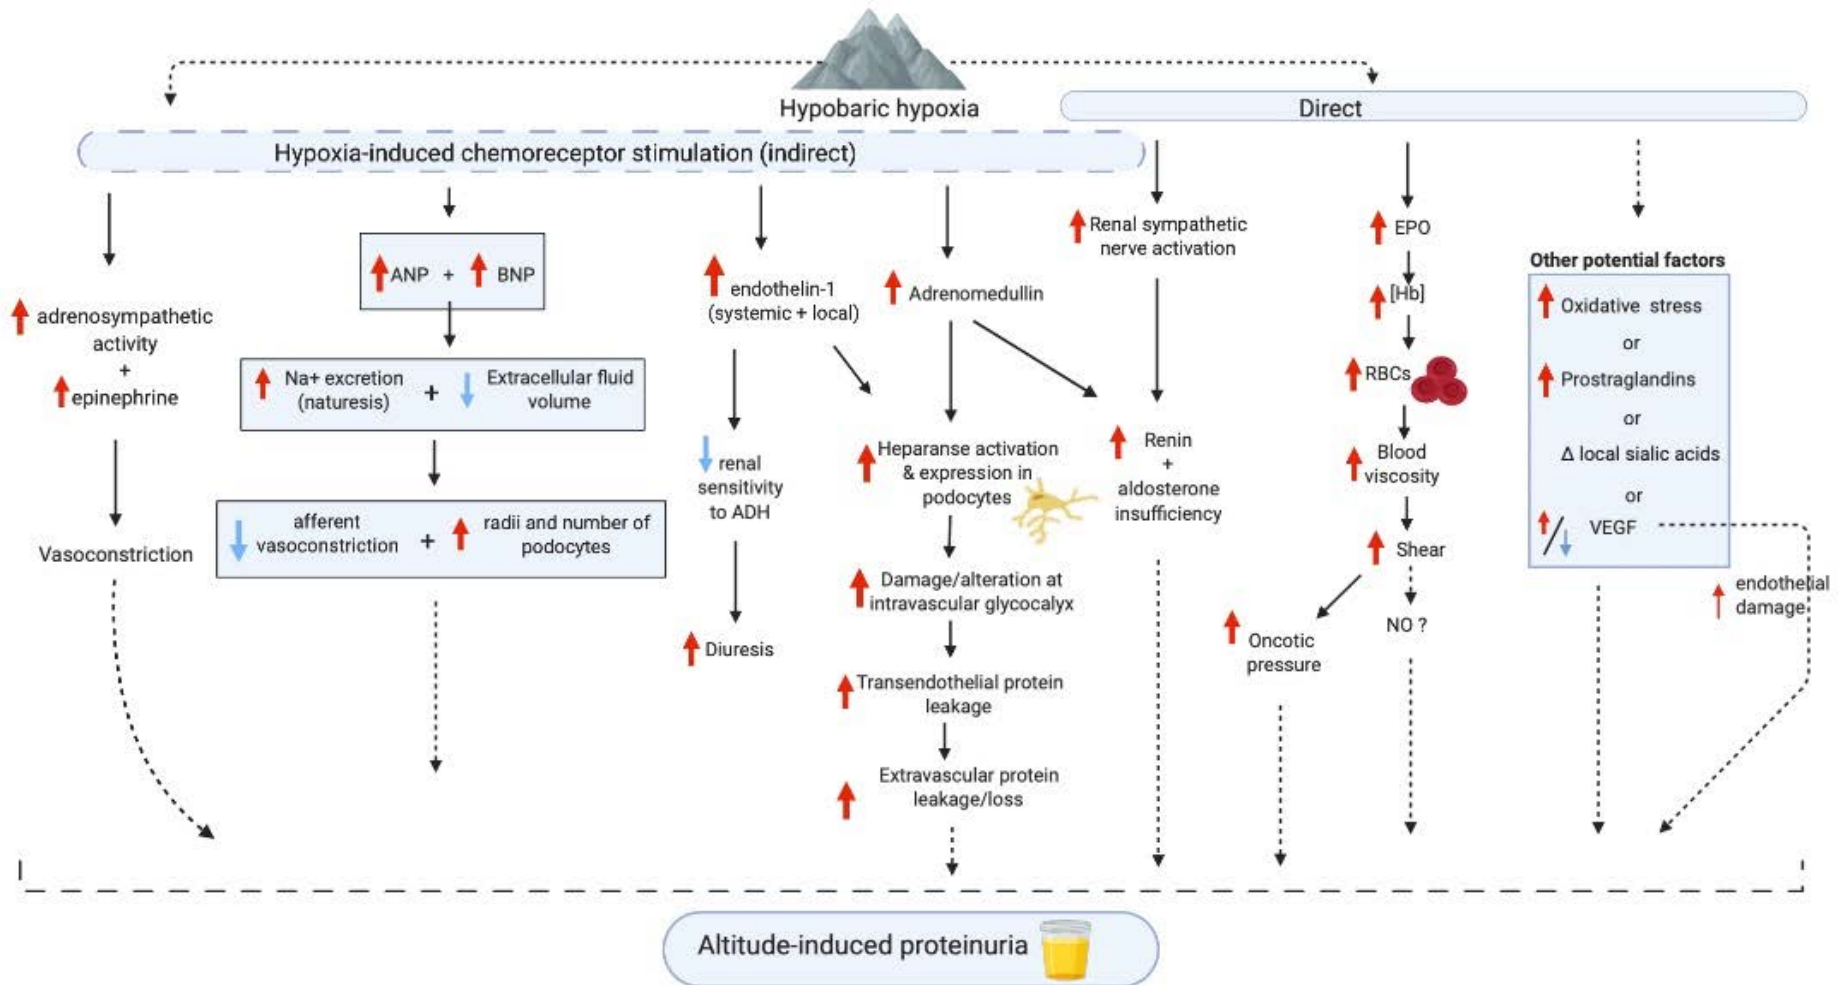 Hypobaric hypoxia
Direct
Hypoxia-induced chemoreceptor stimulation (indirect)
adrenosympathetic
activity
+
epinephrine
Vasoconstriction
ANP + BNP
Na+ excretion
(naturesis)
+
Extracellular fluid
volume
afferent
vasoconstriction
+
radii and number of
podocytes
endothelin-1
(systemic + local)
renal
sensitivity
to ADH
Diuresis
Adrenomedullin
Heparanse activation
& expression in
podocytes
Damage/alteration at
intravascular glycocalyx
Transendothelial protein
leakage
Extravascular protein
leakage/loss
Renal sympathetic
nerve activation
Renin
+
aldosterone
insufficiency
EPO
[Hb]
RBCs
Blood
viscosity
Shear
Oncotic
pressure
NO ?
Other potential factors
Oxidative stress
or
Prostraglandins
or
Δ local sialic acids
or
/ VEGF
endothelial
damage
Altitude-induced proteinuria